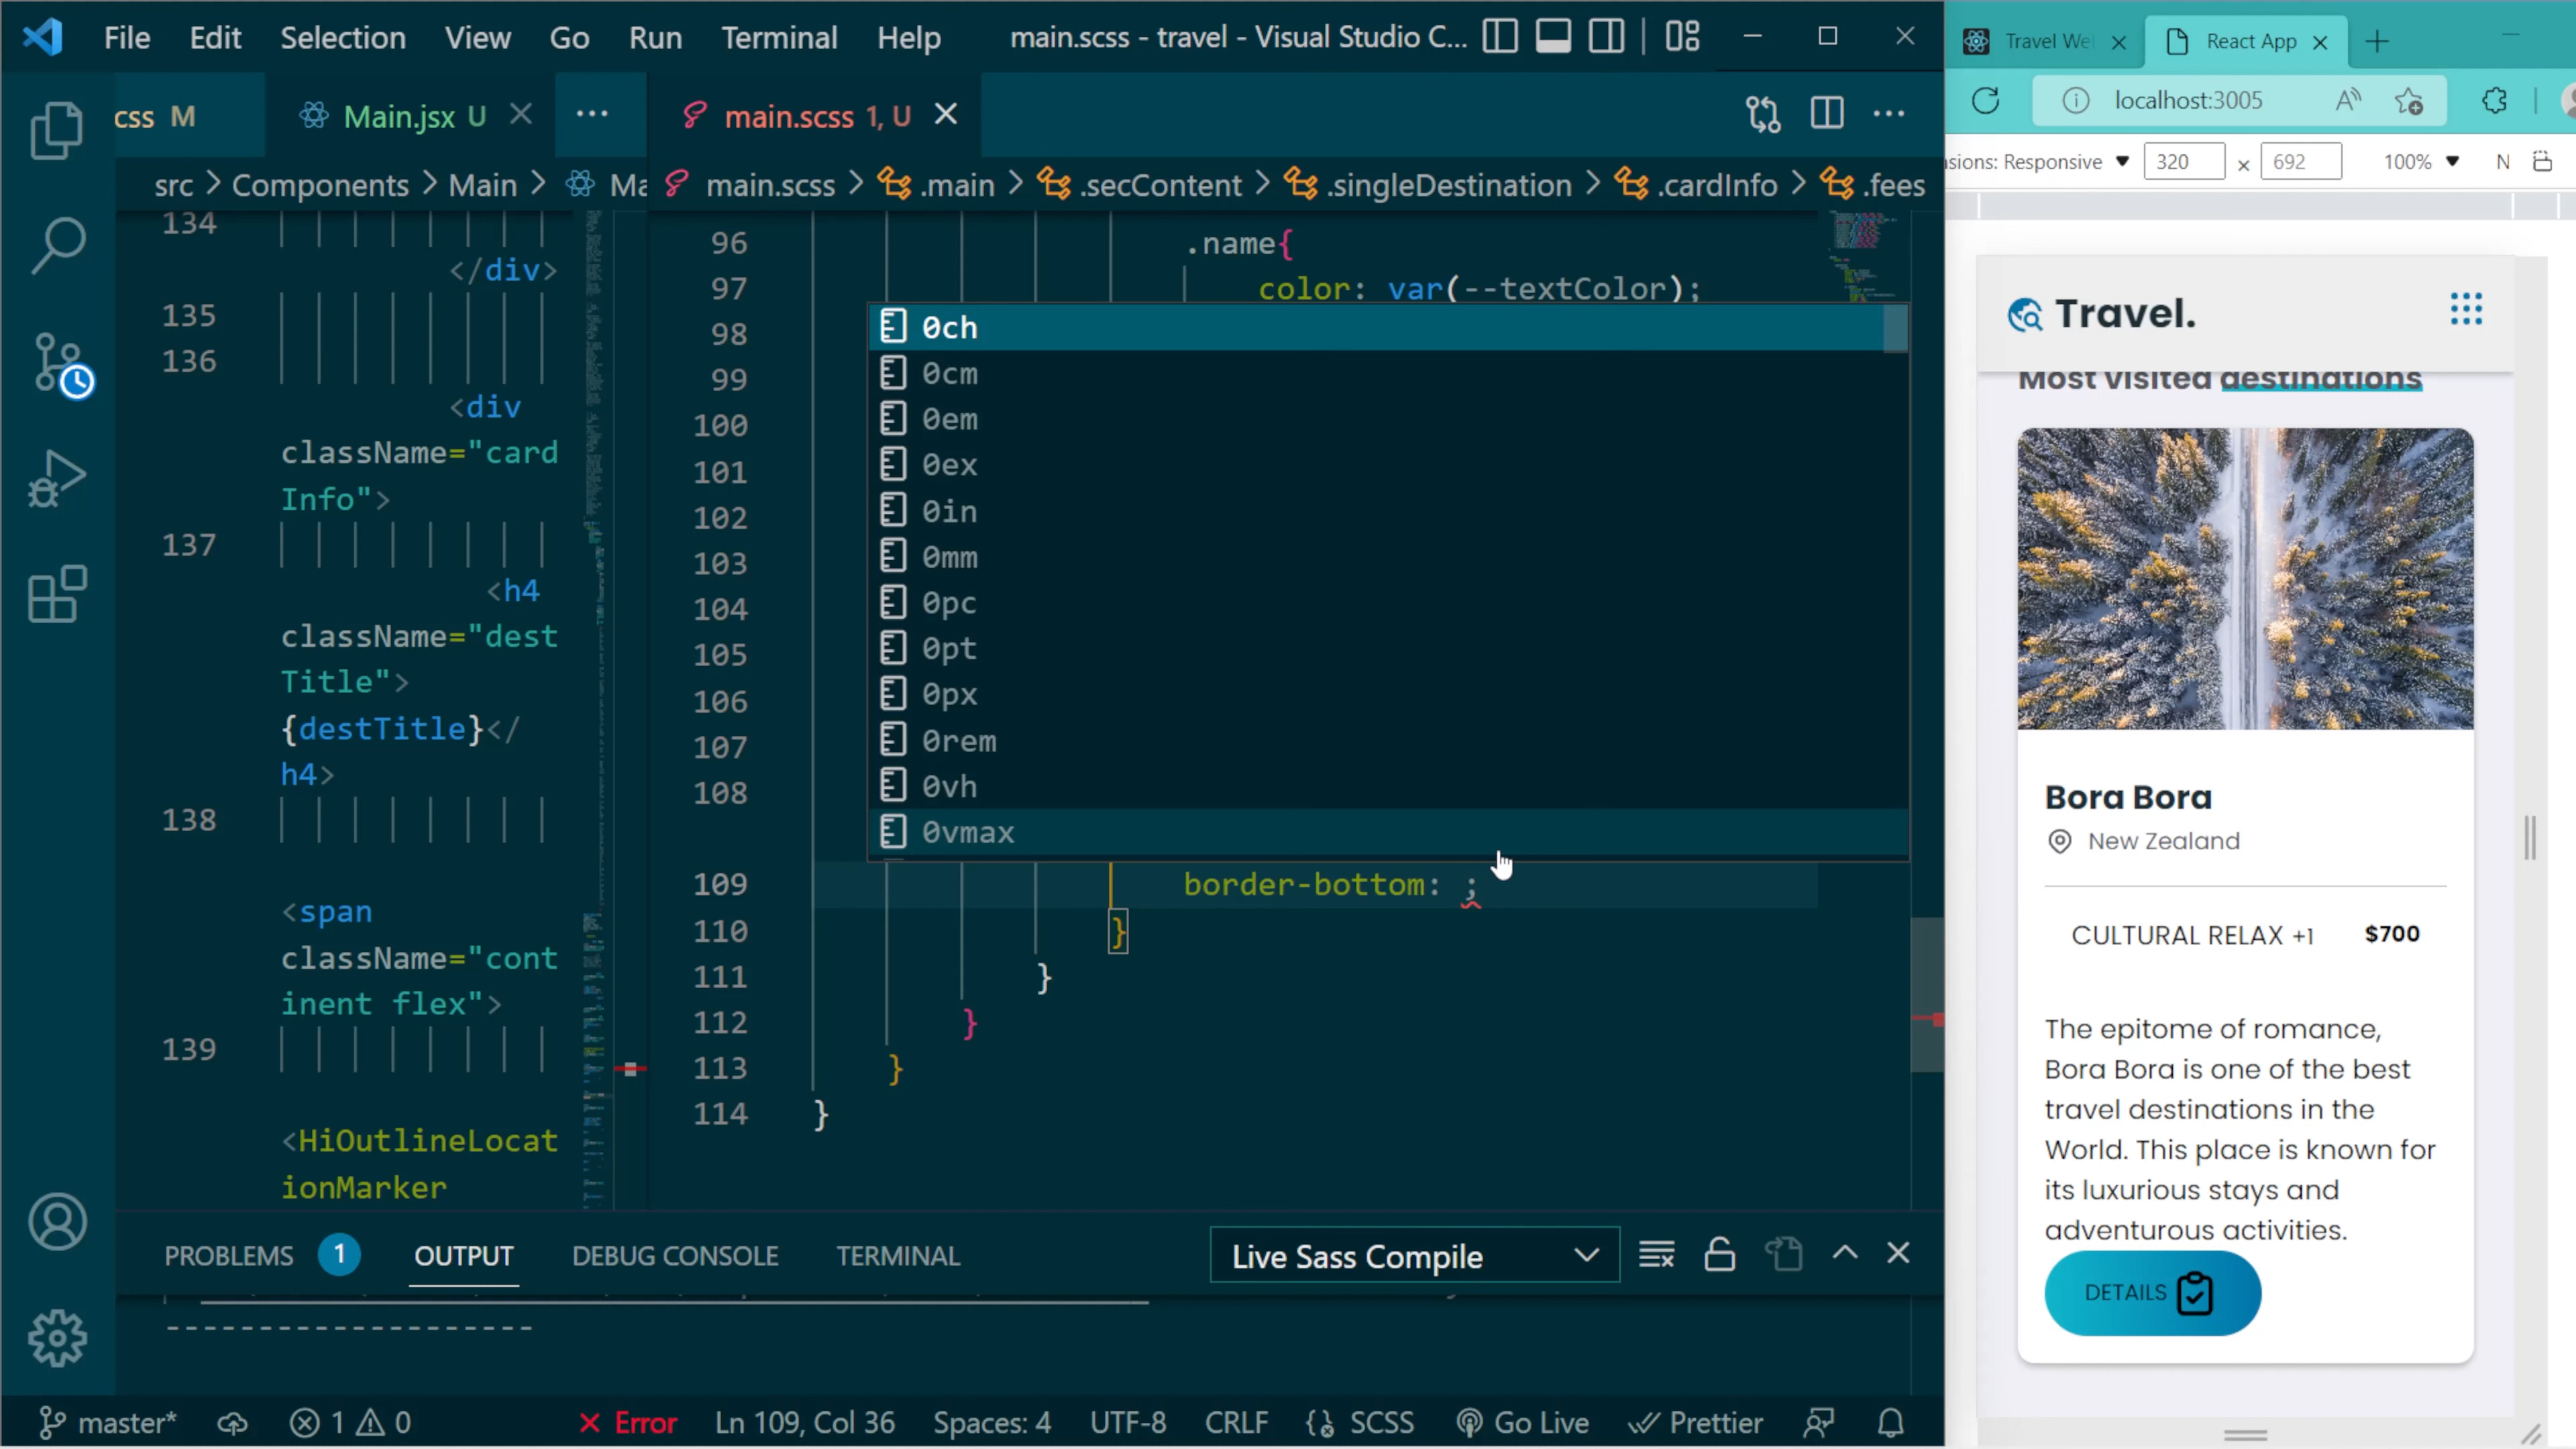 File Edit Selection View Go Run Terminal Help main.scss - travel - Visual Studio C...
css M Main.jsx U ... main.scss 1, U
src > Components > Main > Ma
main.scss > .main > .secContent > .singleDestination > .cardInfo > .fees
134
</div>
135
136
<div
className="card
Info">
137
<h4
className="dest
Title">
{destTitle}</
h4>
138
<span
className="cont
inent flex">
139
<HiOutlineLocat
ionMarker
96 .name{
97 color: var(--textColor);
98
99
100
101
102
103
104
105
106
107
108
0ch
0cm
0em
0ex
0in
0mm
0pc
0pt
0px
0rem
0vh
0vmax
109 border-bottom: ;
110 }
111 }
112 }
113 }
114 }
PROBLEMS 1 OUTPUT DEBUG CONSOLE TERMINAL Live Sass Compile
--------------------
master* 1 0 Error Ln 109, Col 36 Spaces: 4 UTF-8 CRLF SCSS Go Live Prettier
Travel We React App
localhost:3005
sions: Responsive 320 × 692 100% N
Travel.
Most visited destinations
Bora Bora
New Zealand
CULTURAL RELAX +1 $700
The epitome of romance,
Bora Bora is one of the best
travel destinations in the
World. This place is known for
its luxurious stays and
adventurous activities.
DETAILS